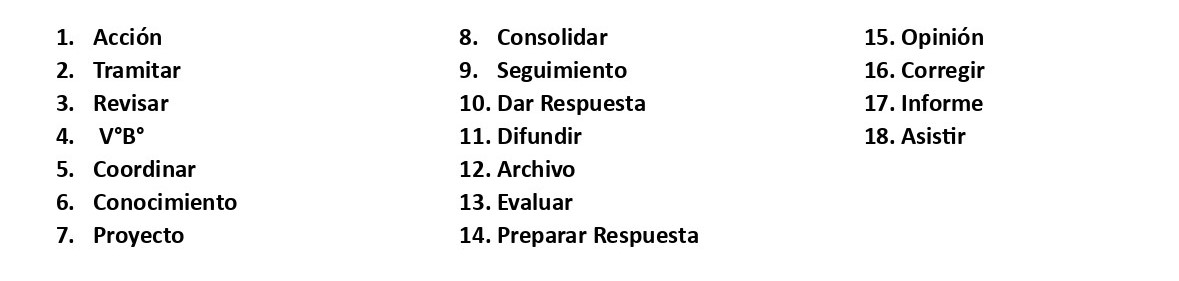 1. Acción
2. Tramitar
3. Revisar
4. V°B°
5. Coordinar
6. Conocimiento
7. Proyecto
8. Consolidar
9. Seguimiento
10. Dar Respuesta
11. Difundir
12. Archivo
13. Evaluar
14. Preparar Respuesta
15. Opinión
16. Corregir
17. Informe
18. Asistir